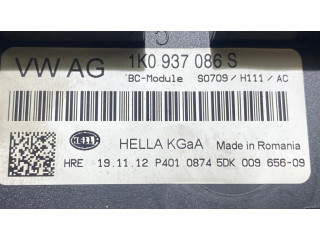 VW AG 1K0 937 086 S
BC-Module S0709/H111/AC
HELLA
HELLA KGaA Made in Romania
HRE 19.11.12 P401 0874 5DK 009 656-09